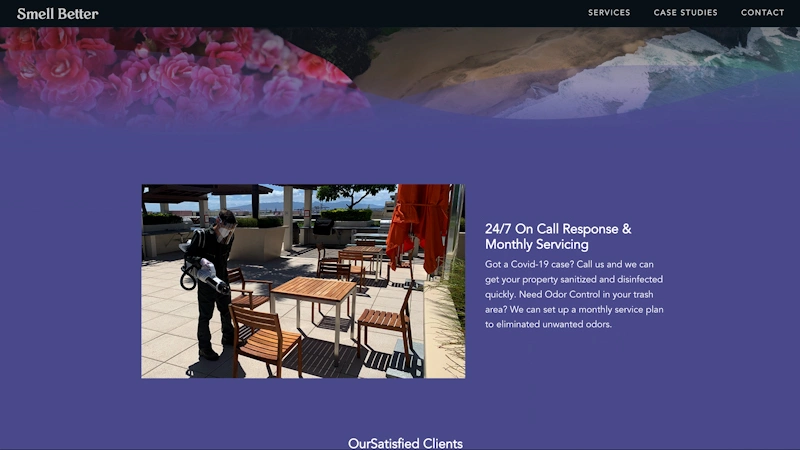 Smell Better
SERVICES CASE STUDIES CONTACT
24/7 On Call Response &
Monthly Servicing
Got a Covid-19 case? Call us and we can
get your property sanitized and disinfected
quickly. Need Odor Control in your trash
area? We can set up a monthly service plan
to eliminated unwanted odors.
OurSatisfied Clients